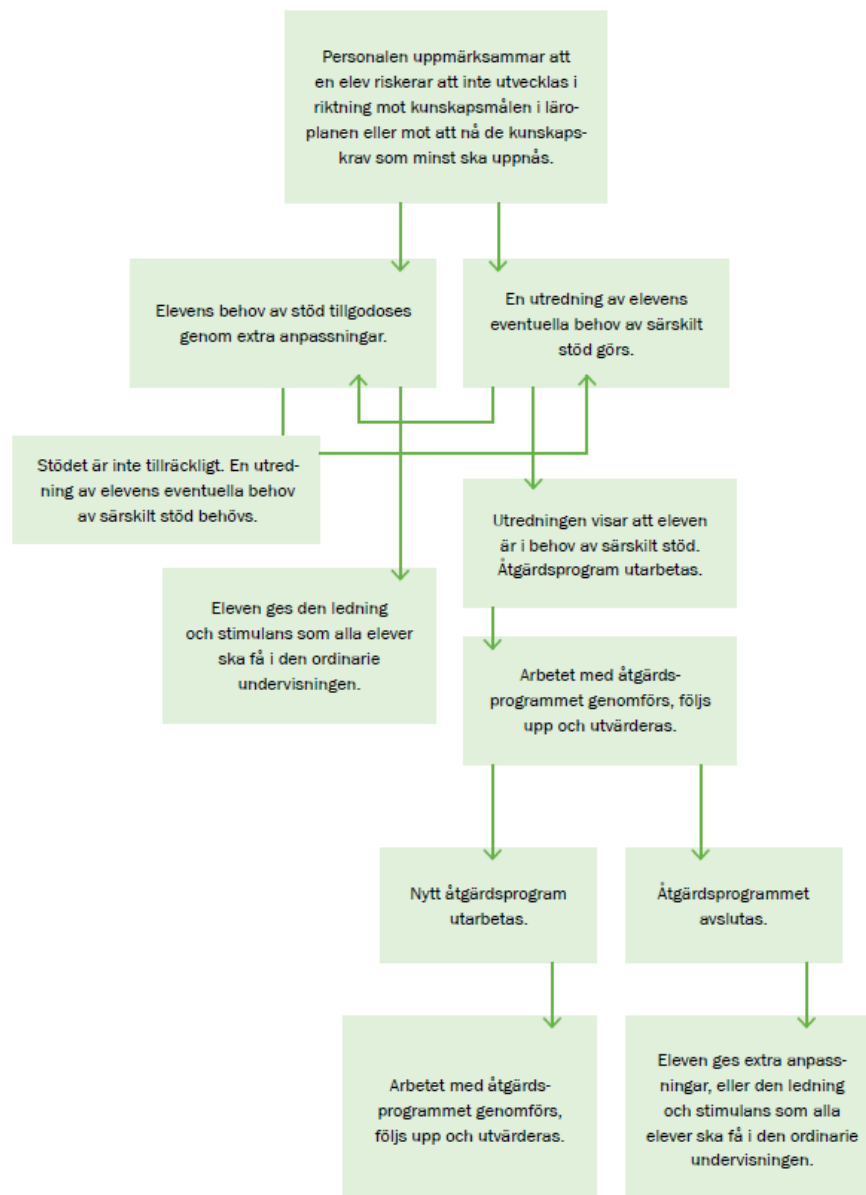 Personalen uppmärksammar att
en elev riskerar att inte utvecklas i
riktning mot kunskapsmålen i läro-
planen eller mot att nå de kunskaps-
krav som minst ska uppnås.
Elevens behov av stöd tillgodoses
genom extra anpassningar.
En utredning av elevens
eventuella behov av särskilt
stöd görs.
Stödet är inte tillräckligt. En utred-
ning av elevens eventuella behov
av särskilt stöd behövs.
Utredningen visar att eleven
är i behov av särskilt stöd.
Åtgärdsprogram utarbetas.
Eleven ges den ledning
och stimulans som alla elever
ska få i den ordinarie
undervisningen.
Arbetet med åtgärds-
programmet genomförs, följs
upp och utvärderas.
Nytt åtgärdsprogram
utarbetas.
Åtgärdsprogrammet
avslutas.
Arbetet med åtgärds-
programmet genomförs,
följs upp och utvärderas.
Eleven ges extra anpass-
ningar, eller den ledning
och stimulans som alla
elever ska få i den ordinarie
undervisningen.